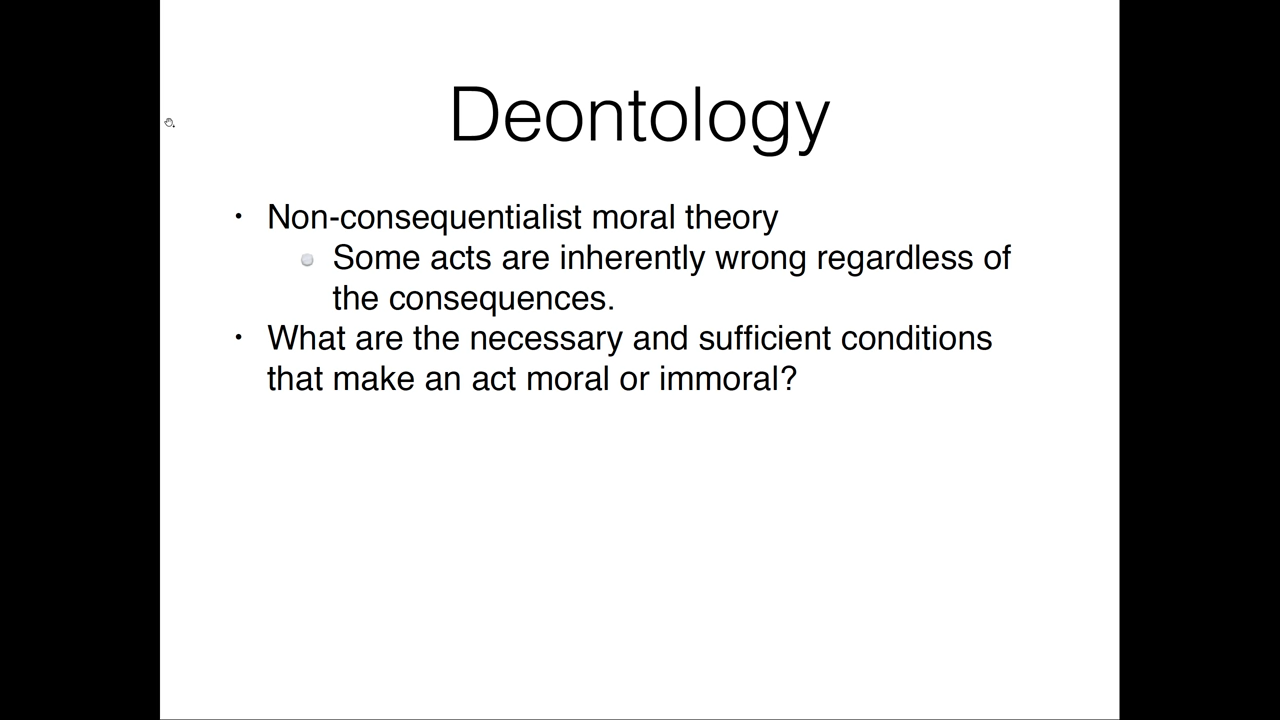 Deontology
• Non-consequentialist moral theory
Some acts are inherently wrong regardless of
the consequences.
• What are the necessary and sufficient conditions
that make an act moral or immoral?